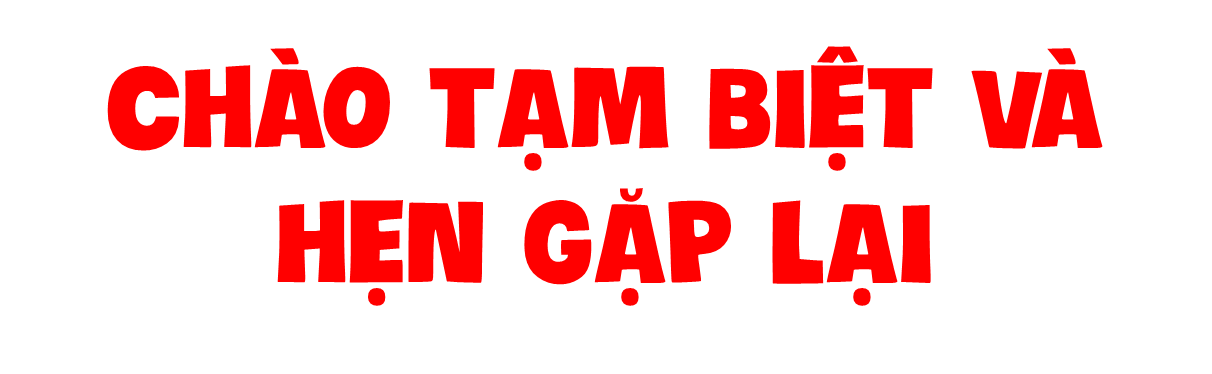 CHÀO TẠM BIỆT VÀ
HẸN GẶP LẠI